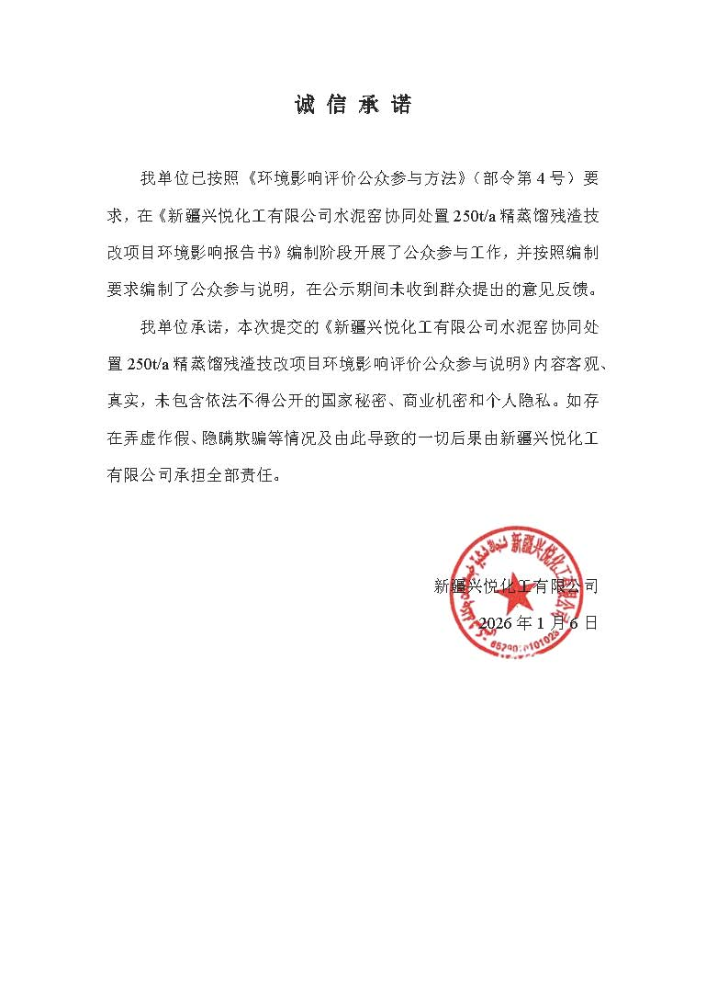 诚信承诺
我单位已按照《环境影响评价公众参与方法》（部令第4号）要
求，在《新疆兴悦化工有限公司水泥窑协同处置250t/a精蒸馏残渣技
改项目环境影响报告书》编制阶段开展了公众参与工作，并按照编制
要求编制了公众参与说明，在公示期间未收到群众提出的意见反馈。
我单位承诺，本次提交的《新疆兴悦化工有限公司水泥窑协同处
置250t/a精蒸馏残渣技改项目环境影响评价公众参与说明》内容客观、
真实，未包含依法不得公开的国家秘密、商业机密和个人隐私。如存
在弄虚作假、隐瞒欺骗等情况及由此导致的一切后果由新疆兴悦化工
有限公司承担全部责任。
新疆兴悦化工有限公司
新疆兴悦化工有限公司
2026年1月6日